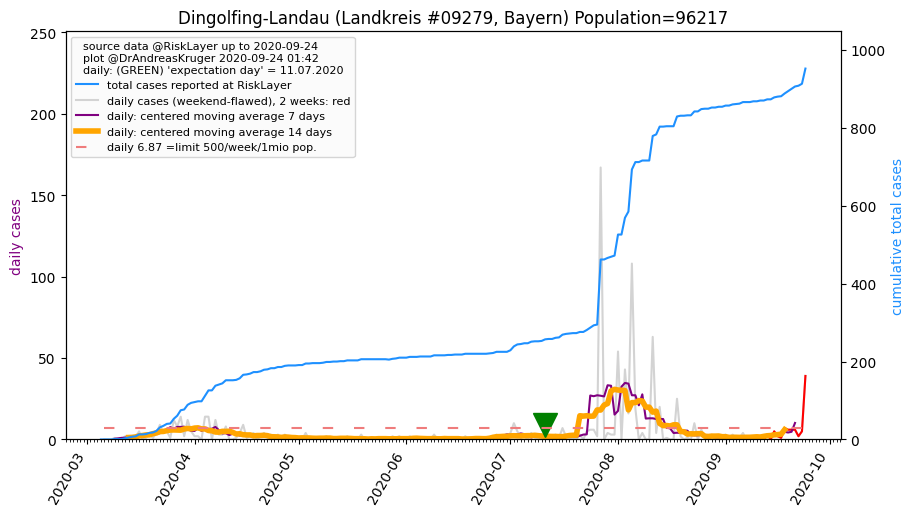 Dingolfing-Landau (Landkreis #09279, Bayern) Population=96217
source data @RiskLayer up to 2020-09-24
plot @DrAndreasKruger 2020-09-24 01:42
daily: (GREEN) 'expectation day' = 11.07.2020
total cases reported at RiskLayer
daily cases (weekend-flawed), 2 weeks: red
daily: centered moving average 7 days
daily: centered moving average 14 days
daily 6.87 =limit 500/week/1mio pop.
daily cases
250
200
150
100
50
0
cumulative total cases
1000
800
600
400
200
0
2020-03
2020-04
2020-05
2020-06
2020-07
2020-08
2020-09
2020-10